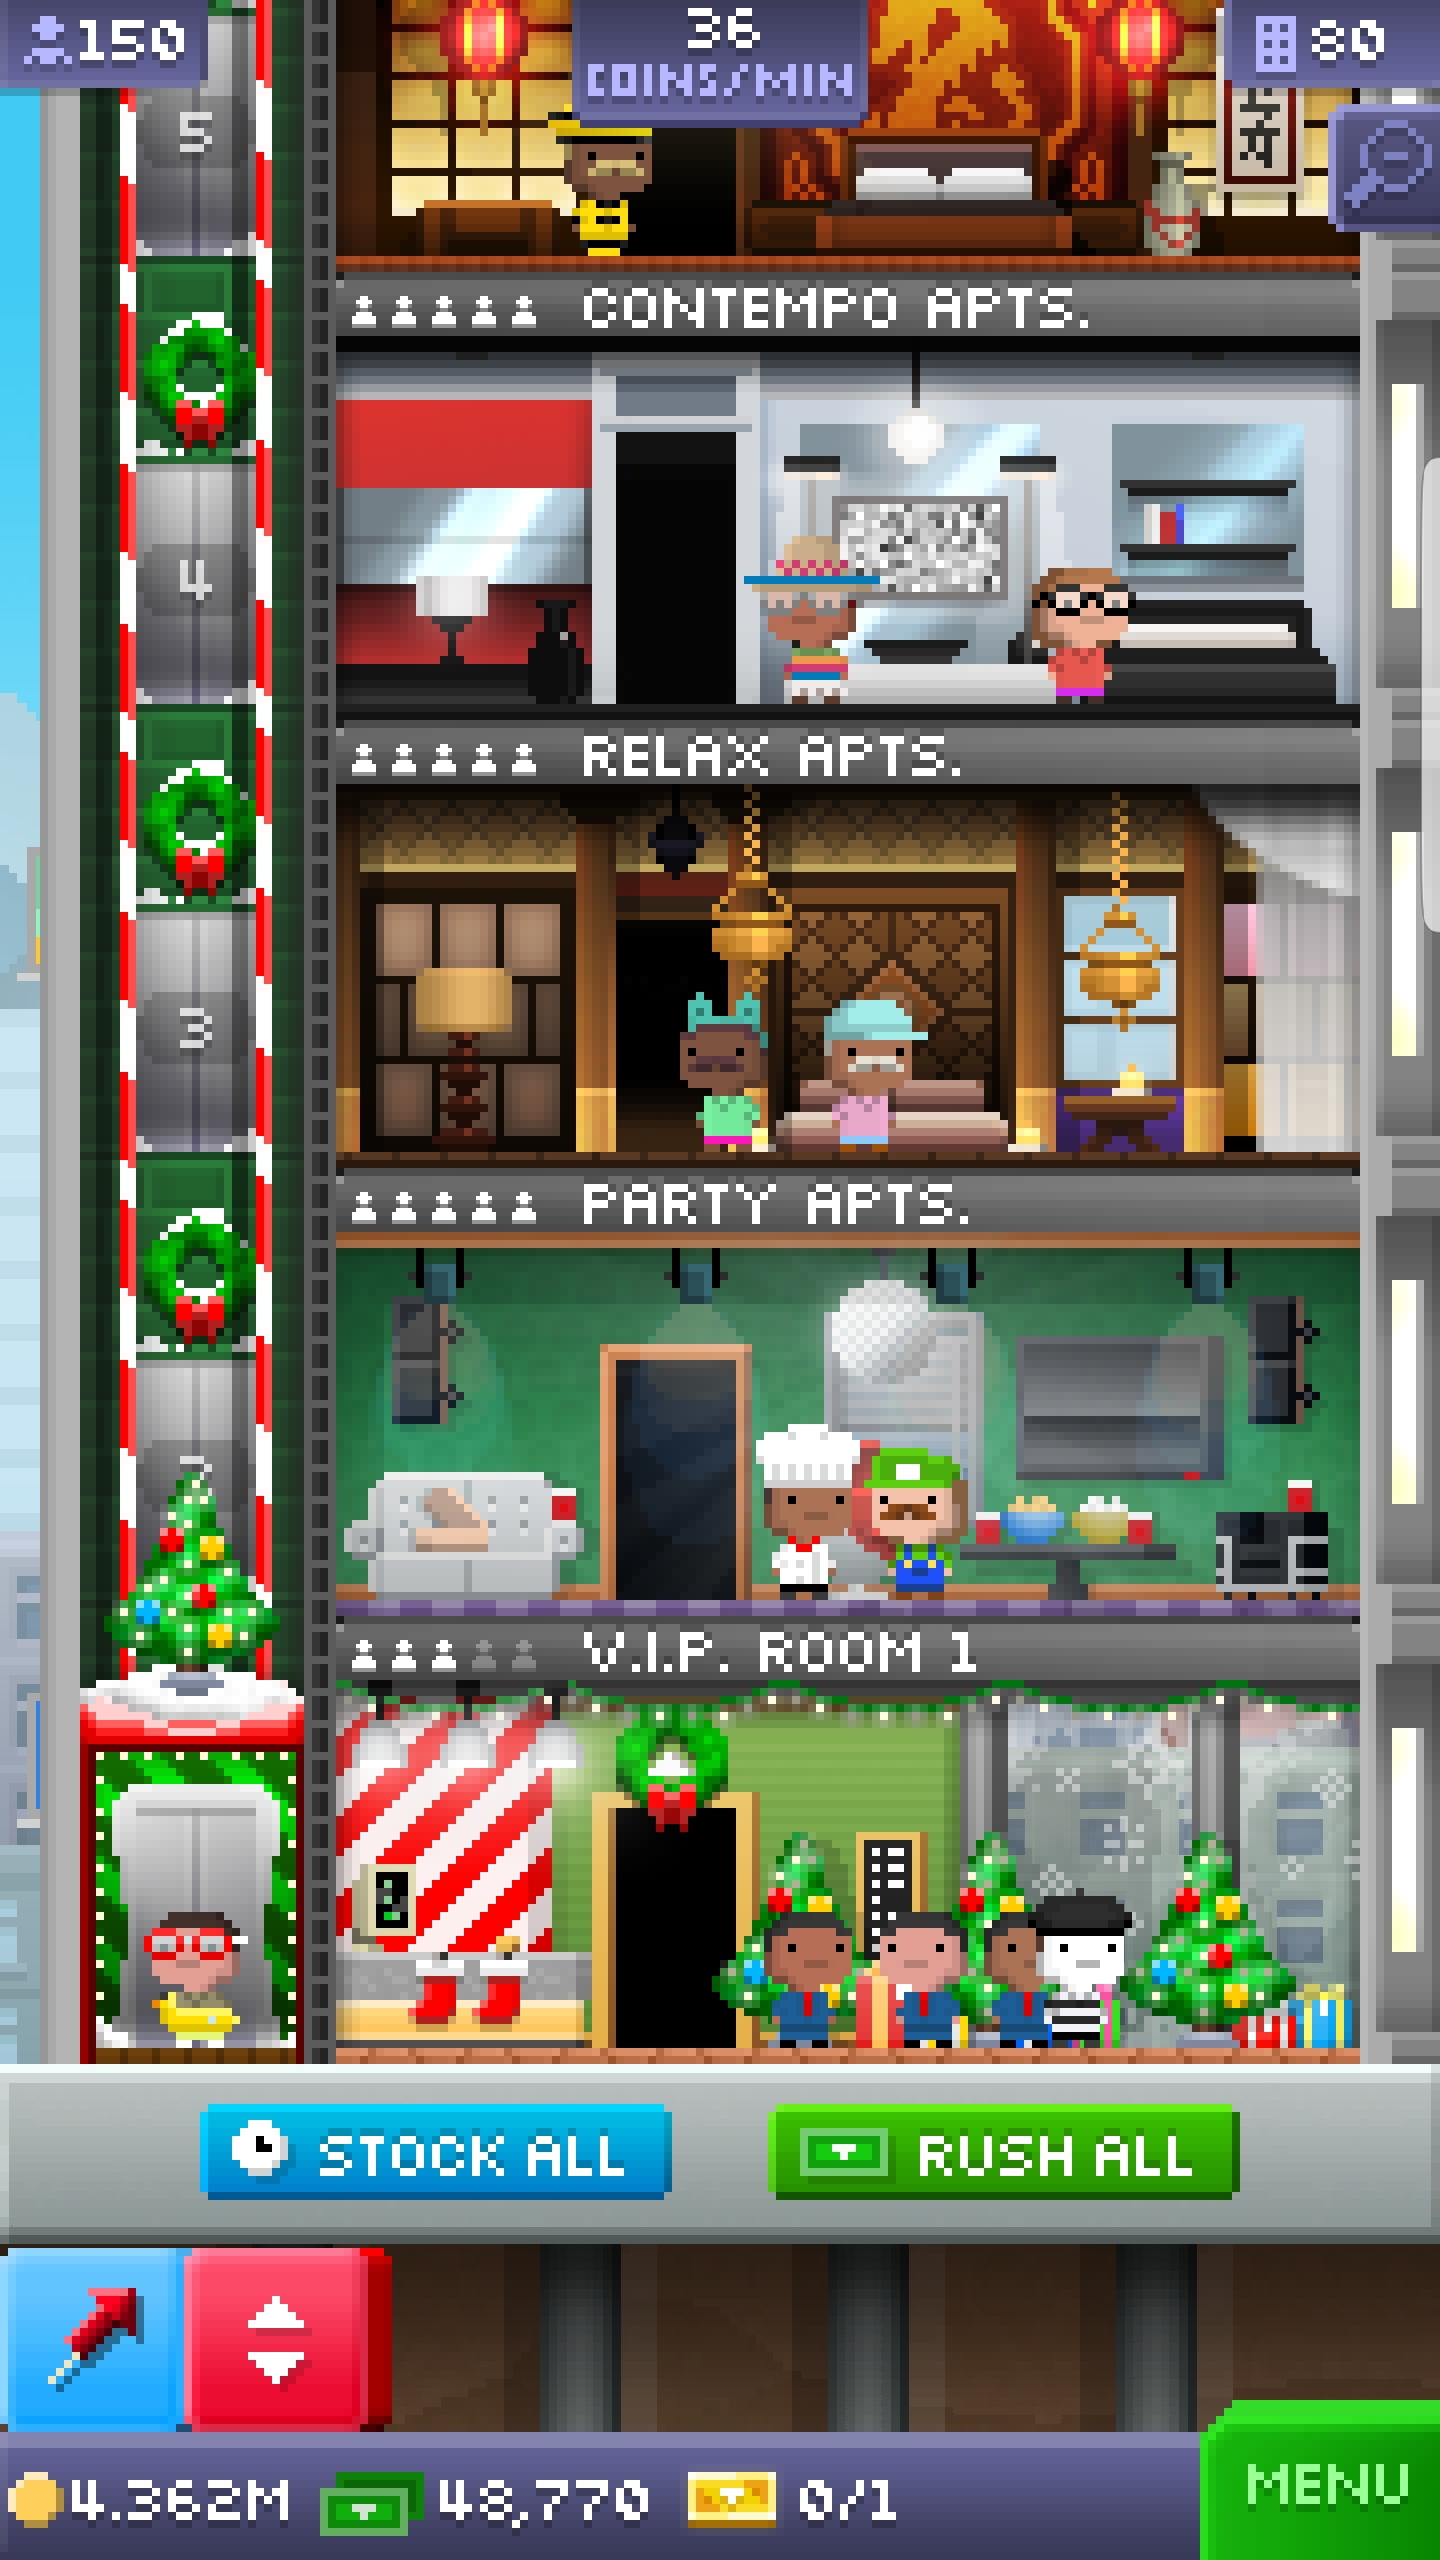 150
36
COINS/MIN
80
5
CONTEMPO APTS.
4
RELAX APTS.
3
PARTY APTS.
V.I.P. ROOM 1
STOCK ALL
RUSH ALL
4.362M
48,770
0/1
MENU